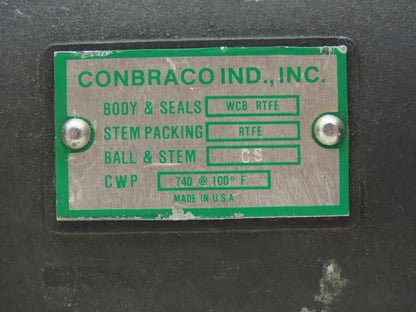 CONBRACO IND., INC.
BODY & SEALS WCB RTFE
STEM PACKING RTFE
BALL & STEM CS
CWP 740 @ 100° F
MADE IN U.S.A